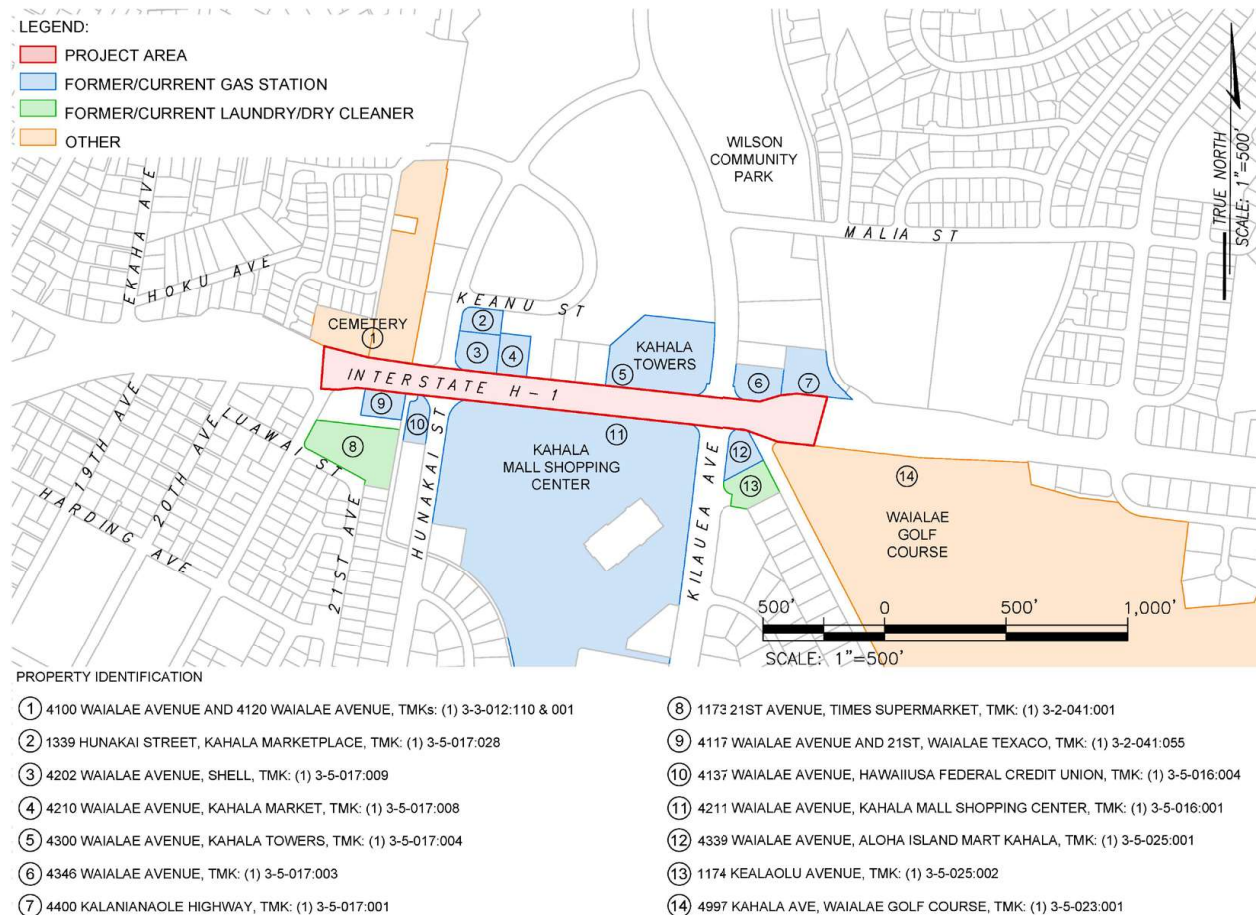 LEGEND:
PROJECT AREA
FORMER/CURRENT GAS STATION
FORMER/CURRENT LAUNDRY/DRY CLEANER
OTHER
WILSON
COMMUNITY
PARK
TRUE NORTH
SCALE: 1"=500'
MALIA ST
EKAHA AVE
HOKU AVE
KEANU ST
CEMETERY
1
2
3
4
KAHALA
TOWERS
5
6
7
INTERSTATE H-1
9
10
8
11
KAHALA
MALL SHOPPING
CENTER
12
13
14
WAIALAE
GOLF
COURSE
19TH AVE
20TH AVE
LUAWAI ST
HARDING AVE
21ST AVE
HUNAKAI ST
KILAUEA AVE
500' 0 500' 1,000'
SCALE: 1"=500'
PROPERTY IDENTIFICATION
1 4100 WAIALAE AVENUE AND 4120 WAIALAE AVENUE, TMKs: (1) 3-3-012:110 & 001
2 1339 HUNAKAI STREET, KAHALA MARKETPLACE, TMK: (1) 3-5-017:028
3 4202 WAIALAE AVENUE, SHELL, TMK: (1) 3-5-017:009
4 4210 WAIALAE AVENUE, KAHALA MARKET, TMK: (1) 3-5-017:008
5 4300 WAIALAE AVENUE, KAHALA TOWERS, TMK: (1) 3-5-017:004
6 4346 WAIALAE AVENUE, TMK: (1) 3-5-017:003
7 4400 KALANIANAOLE HIGHWAY, TMK: (1) 3-5-017:001
8 1173 21ST AVENUE, TIMES SUPERMARKET, TMK: (1) 3-2-041:001
9 4117 WAIALAE AVENUE AND 21ST, WAIALAE TEXACO, TMK: (1) 3-2-041:055
10 4137 WAIALAE AVENUE, HAWAIIUSA FEDERAL CREDIT UNION, TMK: (1) 3-5-016:004
11 4211 WAIALAE AVENUE, KAHALA MALL SHOPPING CENTER, TMK: (1) 3-5-016:001
12 4339 WAIALAE AVENUE, ALOHA ISLAND MART KAHALA, TMK: (1) 3-5-025:001
13 1174 KEALAOLU AVENUE, TMK: (1) 3-5-025:002
14 4997 KAHALA AVE, WAIALAE GOLF COURSE, TMK: (1) 3-5-023:001